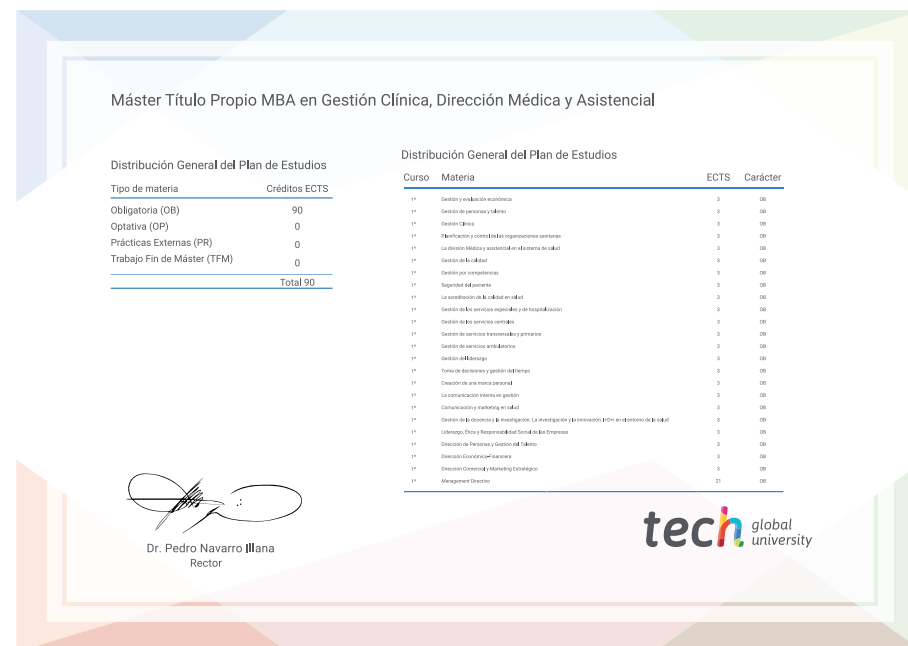 Máster Título Propio MBA en Gestión Clínica, Dirección Médica y Asistencial
Distribución General del Plan de Estudios
Tipo de materia Créditos ECTS
Obligatoria (OB) 90
Optativa (OP) 0
Prácticas Externas (PR) 0
Trabajo Fin de Máster (TFM) 0
Total 90
Distribución General del Plan de Estudios
Curso Materia ECTS Carácter
1º Gestión y evaluación económica 3 OB
1º Gestión de personas y talento 3 OB
1º Gestión Clínica 3 OB
1º Planificación y control de las organizaciones sanitarias 3 OB
1º La división Médica y asistencial en el sistema de salud 3 OB
1º Gestión de la calidad 3 OB
1º Gestión por competencias 3 OB
1º Seguridad del paciente 3 OB
1º La acreditación de la calidad en salud 3 OB
1º Gestión de los servicios especiales y de hospitalización 3 OB
1º Gestión de los servicios centrales 3 OB
1º Gestión de servicios transversales y primarios 3 OB
1º Gestión de servicios ambulatorios 3 OB
1º Gestión del liderazgo 3 OB
1º Toma de decisiones y gestión del tiempo 3 OB
1º Creación de una marca personal 3 OB
1º La comunicación interna en gestión 3 OB
1º Comunicación y marketing en salud 3 OB
1º Gestión de la docencia y la investigación. La investigación y la innovación: I+D+i en el entorno de la salud 3 OB
1º Liderazgo, Ética y Responsabilidad Social de las Empresas 3 OB
1º Dirección de Personas y Gestión del Talento 3 OB
1º Dirección Económico-Financiera 3 OB
1º Dirección Comercial y Marketing Estratégico 3 OB
1º Management Directivo 21 OB
Dr. Pedro Navarro Illana
Rector
tech global
university